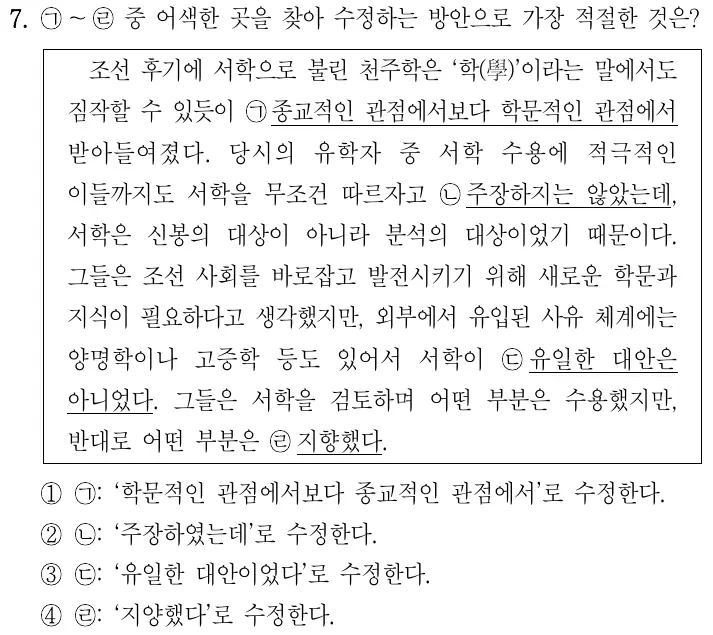 7. ㉠ ~ ㉣ 중 어색한 곳을 찾아 수정하는 방안으로 가장 적절한 것은?
조선 후기에 서학으로 불린 천주학은 ‘학(學)’이라는 말에서도
짐작할 수 있듯이 ㉠ 종교적인 관점에서보다 학문적인 관점에서
받아들여졌다. 당시의 유학자 중 서학 수용에 적극적인
이들까지도 서학을 무조건 따르자고 ㉡ 주장하지는 않았는데,
서학은 신봉의 대상이 아니라 분석의 대상이었기 때문이다.
그들은 조선 사회를 바로잡고 발전시키기 위해 새로운 학문과
지식이 필요하다고 생각했지만, 외부에서 유입된 사유 체계에는
양명학이나 고증학 등도 있어서 서학이 ㉢ 유일한 대안은
아니었다. 그들은 서학을 검토하며 어떤 부분은 수용했지만,
반대로 어떤 부분은 ㉣ 지향했다.
① ㉠: ‘학문적인 관점에서보다 종교적인 관점에서’로 수정한다.
② ㉡: ‘주장하였는데’로 수정한다.
③ ㉢: ‘유일한 대안이었다’로 수정한다.
④ ㉣: ‘지양했다’로 수정한다.